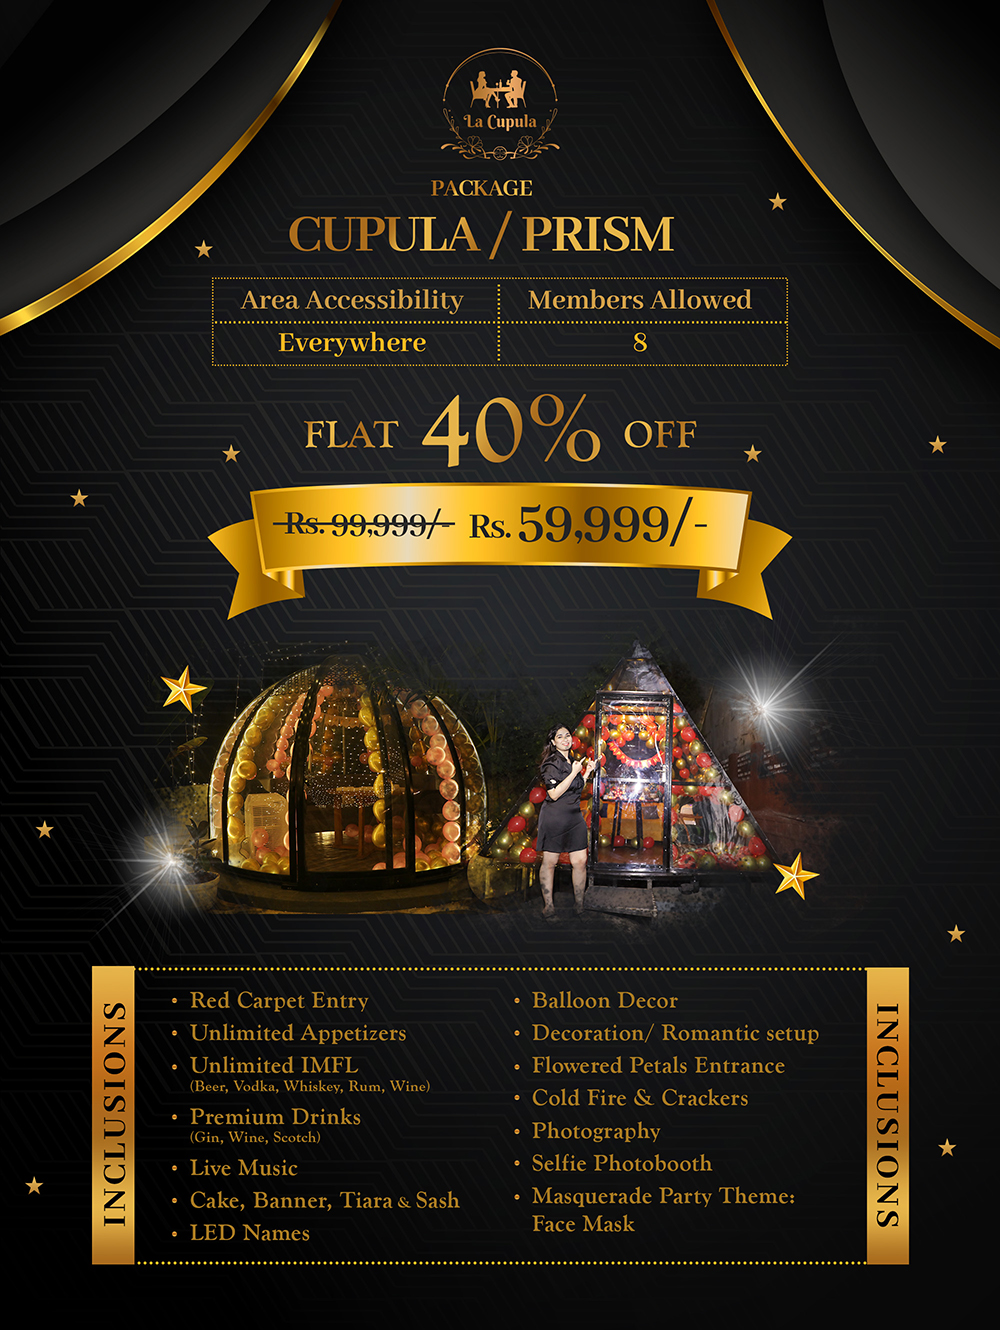 La Cupula
PACKAGE
CUPULA / PRISM
Area Accessibility
Members Allowed
Everywhere
8
FLAT 40% OFF
Rs. 99,999/- Rs. 59,999/-
INCLUSIONS
• Red Carpet Entry
• Unlimited Appetizers
• Unlimited IMFL
(Beer, Vodka, Whiskey, Rum, Wine)
• Premium Drinks
(Gin, Wine, Scotch)
• Live Music
• Cake, Banner, Tiara & Sash
• LED Names
• Balloon Decor
• Decoration/ Romantic setup
• Flowered Petals Entrance
• Cold Fire & Crackers
• Photography
• Selfie Photobooth
• Masquerade Party Theme:
Face Mask
INCLUSIONS